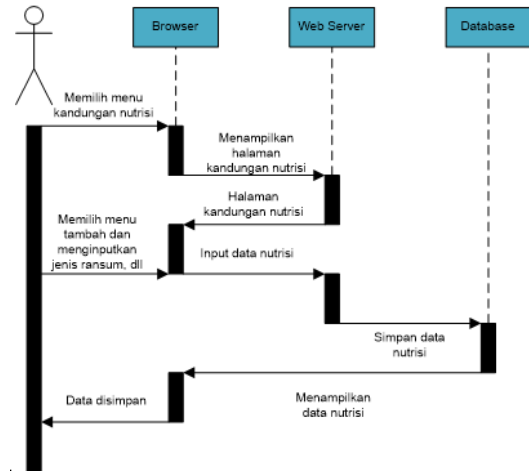 Browser
Web Server
Database
Memilih menu
kandungan nutrisi
Menampilkan
halaman
kandungan nutrisi
Halaman
kandungan nutrisi
Memilih menu
tambah dan
menginputkan
jenis ransum, dll
Input data nutrisi
Simpan data
nutrisi
Menampilkan
data nutrisi
Data disimpan